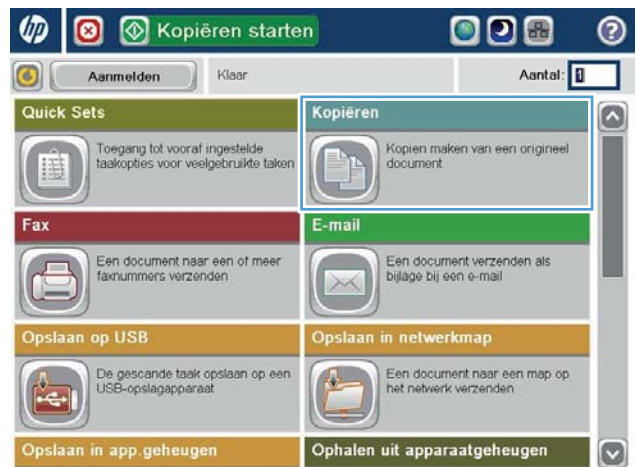 hp
Kopiëren starten
?
Aanmelden
Klaar
Aantal: 1
Quick Sets
Toegang tot vooraf ingestelde
taakopties voor veelgebruikte taken
Kopiëren
Kopien maken van een origineel
document
Fax
Een document naar een of meer
faxnummers verzenden
E-mail
Een document verzenden als
bijlage bij een e-mail
Opslaan op USB
De gescande taak opslaan op een
USB-opslagapparaat
Opslaan in netwerkmap
Een document naar een map op
het netwerk verzenden
Opslaan in app.geheugen
Ophalen uit apparaatgeheugen